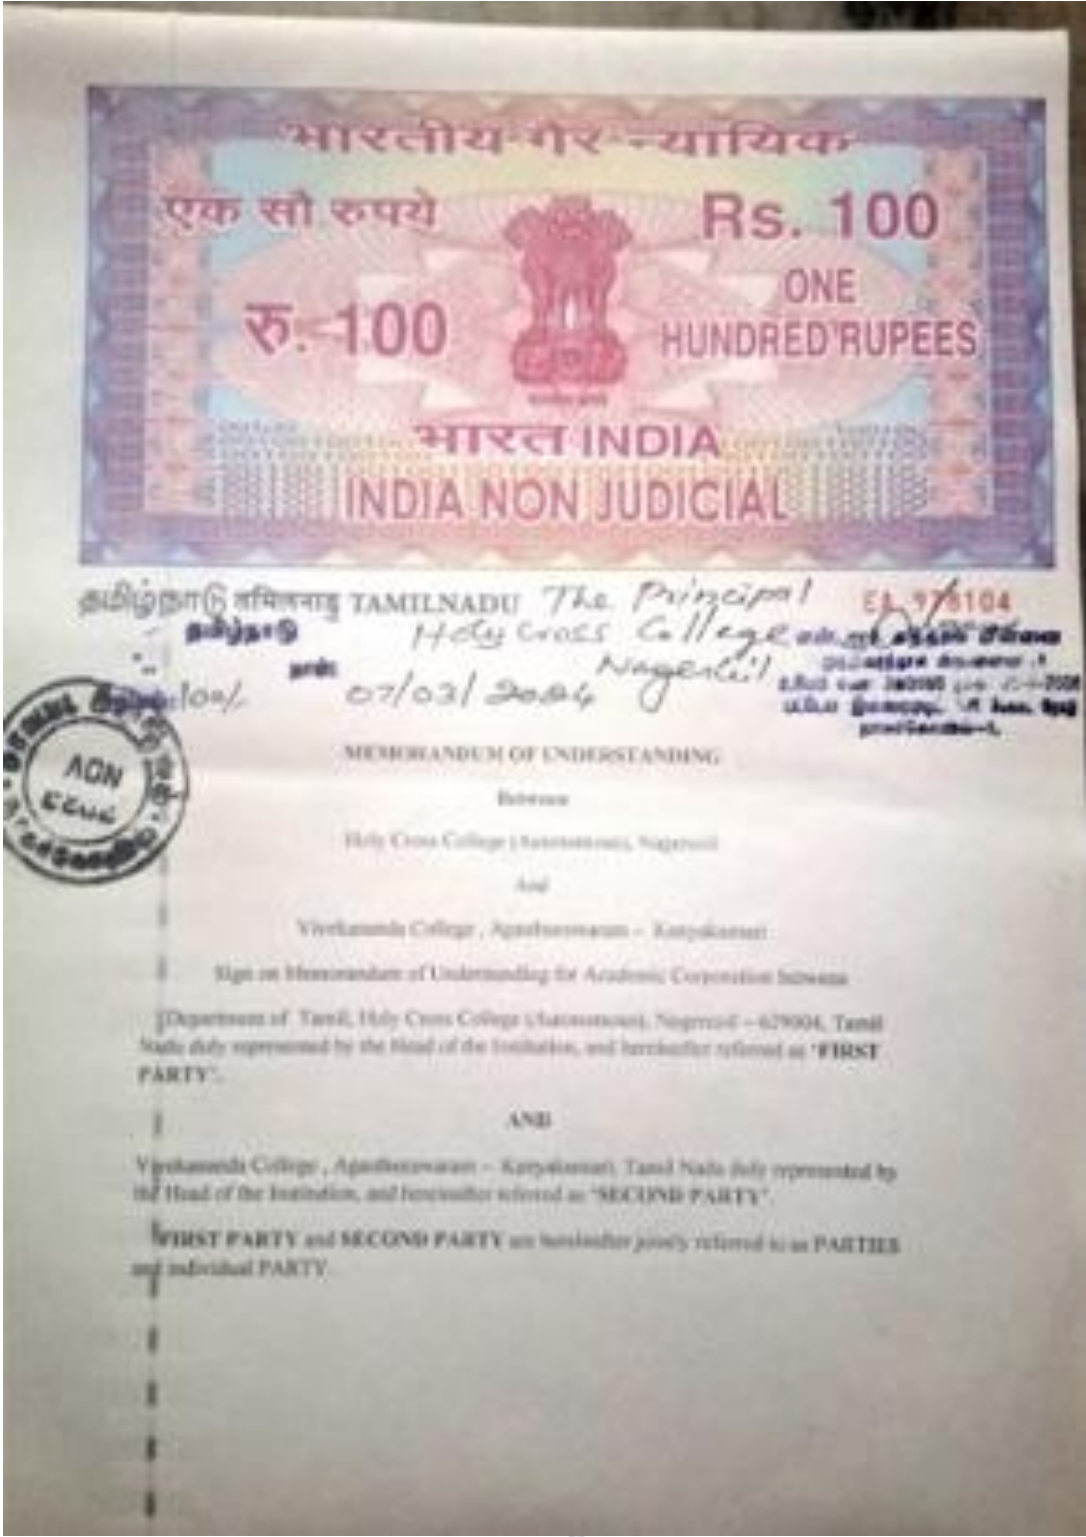 भारतीय गैर न्यायिक
एक सौ रुपये
Rs. 100
रु. 100
ONE
HUNDRED RUPEES
भारत INDIA
INDIA NON JUDICIAL
தமிழ்நாடு तमिलनाडु TAMILNADU The Principal
தமிழ்நாடு Holy Cross College
நாள் Nagercoil
100/- 07/03/2024
AGN
MEMORANDUM OF UNDERSTANDING
Between
Holy Cross College (Autonomous), Nagercoil
And
Vivekananda College , Agastheeswaram – Kanyakumari
Sign on Memorandum of Understanding for Academic Corporation between
Department of Tamil, Holy Cross College (Autonomous), Nagercoil – 629004, Tamil
Nadu duly represented by the Head of the Institution, and hereinafter referred as "FIRST
PARTY".
AND
Vivekananda College , Agastheeswaram – Kanyakumari, Tamil Nadu duly represented by
the Head of the Institution, and hereinafter referred as "SECOND PARTY"
FIRST PARTY and SECOND PARTY are hereinafter jointly referred to as PARTIES
and individual PARTY.